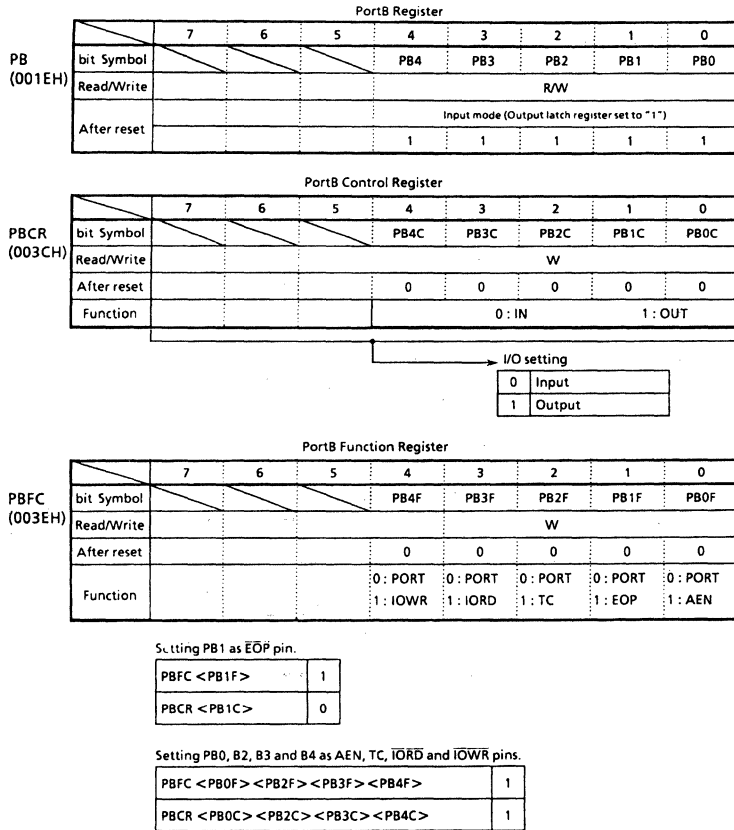 PortB Register
7 6 5 4 3 2 1 0
PB (001EH)
bit Symbol PB4 PB3 PB2 PB1 PB0
Read/Write R/W
After reset
Input mode (Output latch register set to "1")
1 1 1 1 1
PortB Control Register
7 6 5 4 3 2 1 0
PBCR (003CH)
bit Symbol PB4C PB3C PB2C PB1C PB0C
Read/Write W
After reset 0 0 0 0 0
Function 0 : IN 1 : OUT
I/O setting
0 Input
1 Output
PortB Function Register
7 6 5 4 3 2 1 0
PBFC (003EH)
bit Symbol PB4F PB3F PB2F PB1F PB0F
Read/Write W
After reset 0 0 0 0 0
Function
0 : PORT 0 : PORT 0 : PORT 0 : PORT 0 : PORT
1 : IOWR 1 : IORD 1 : TC 1 : EOP 1 : AEN
Setting PB1 as E̅O̅P̅ pin.
PBFC <PB1F> 1
PBCR <PB1C> 0
Setting PB0, B2, B3 and B4 as AEN, TC, I̅O̅R̅D̅ and I̅O̅W̅R̅ pins.
PBFC <PB0F> <PB2F> <PB3F> <PB4F> 1
PBCR <PB0C> <PB2C> <PB3C> <PB4C> 1